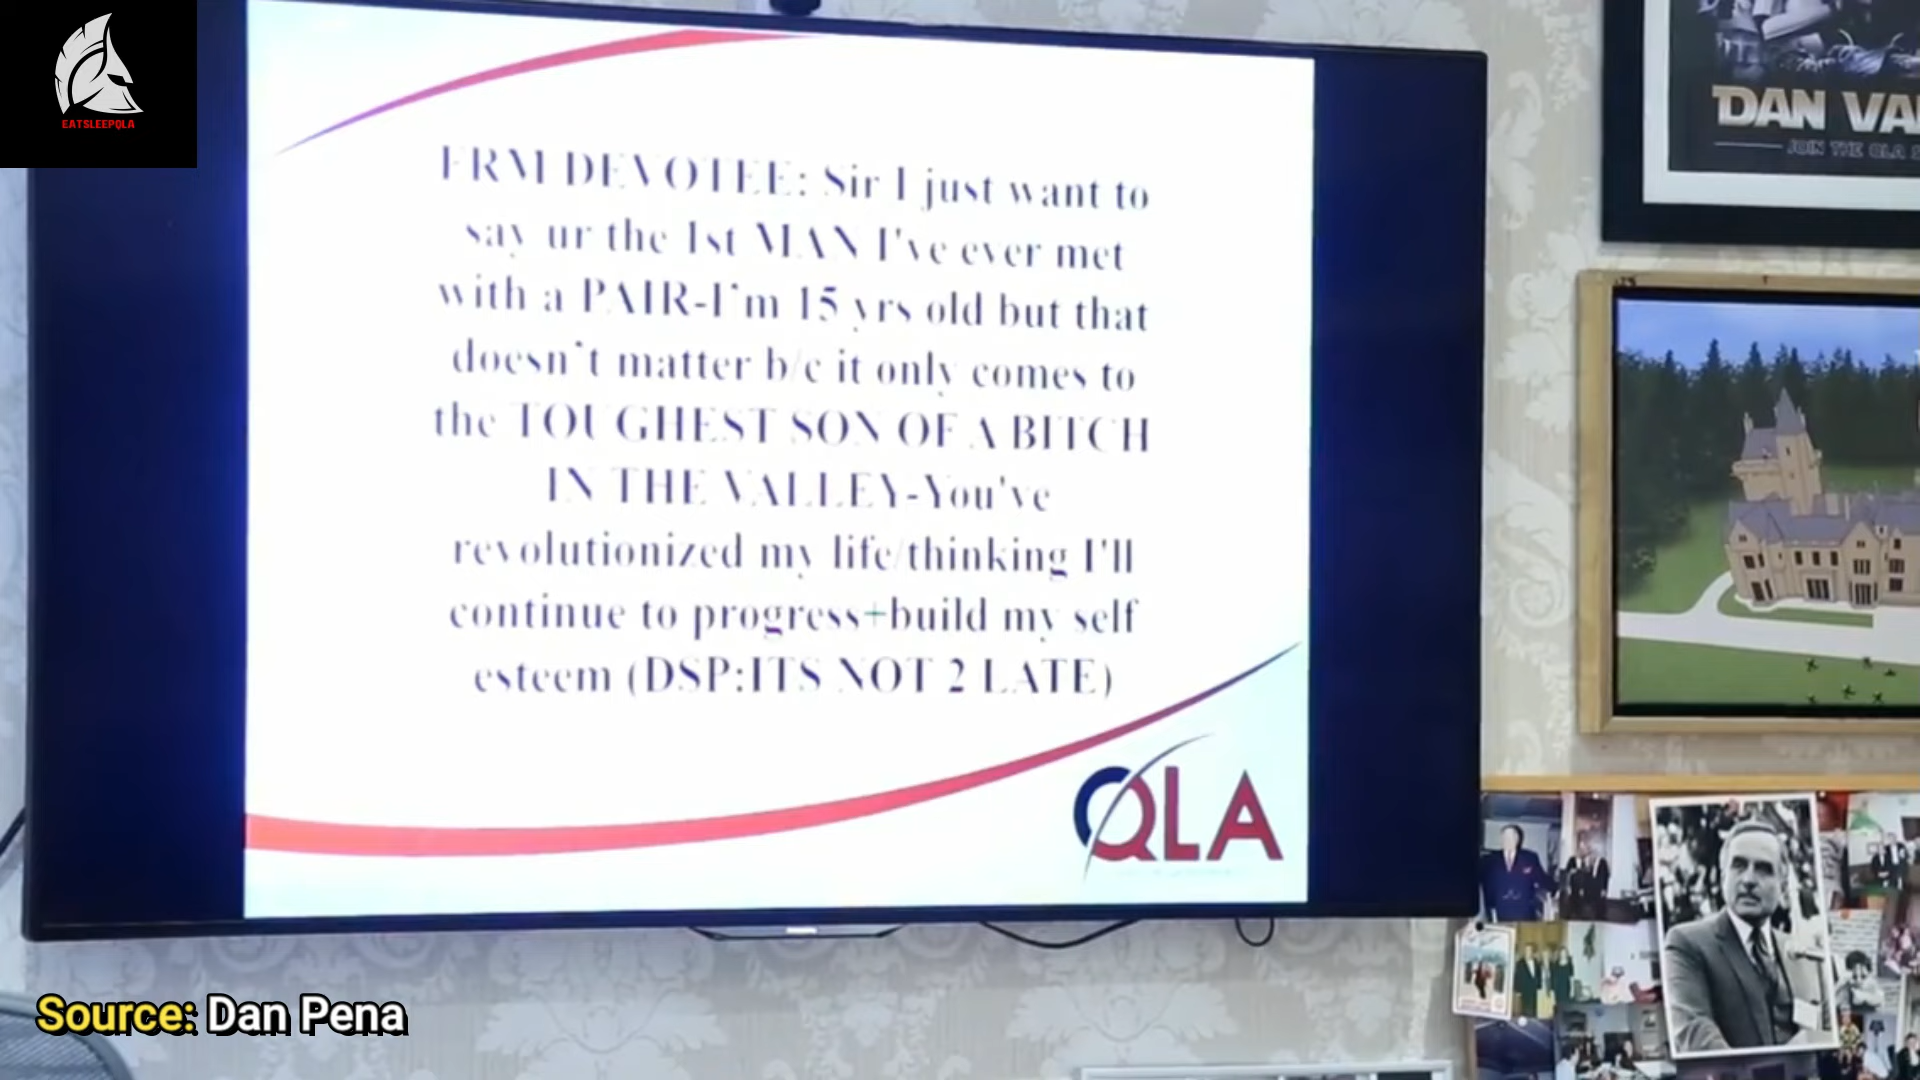 EATSLEEPQLA
FRM DEVOTEE: Sir I just want to
say ur the 1st MAN I've ever met
with a PAIR-I'm 15 yrs old but that
doesn't matter b/c it only comes to
the TOUGHEST SON OF A BITCH
IN THE VALLEY-You've
revolutionized my life/thinking I'll
continue to progress+build my self
esteem (DSP:ITS NOT 2 LATE)
QLA
DAN VA
JOIN THE QLA S
Source: Dan Pena